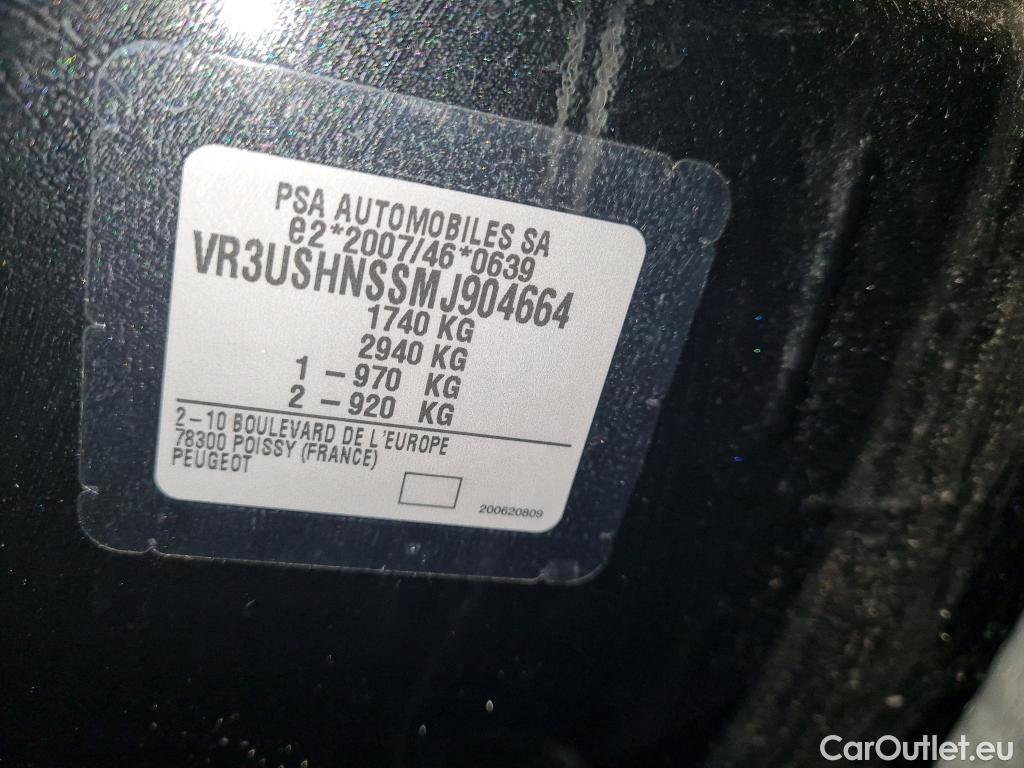 PSA AUTOMOBILES SA
e2*2007/46*0639
VR3USHNSSMJ904664
1740 KG
2940 KG
1 – 970 KG
2 – 920 KG
2 – 10 BOULEVARD DE L'EUROPE
78300 POISSY (FRANCE)
PEUGEOT
200620809
CarOutlet.eu